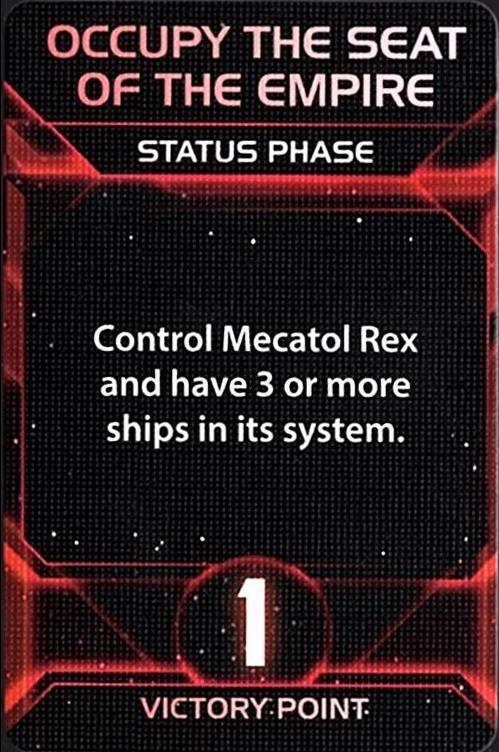 OCCUPY THE SEAT
OF THE EMPIRE
STATUS PHASE
Control Mecatol Rex
and have 3 or more
ships in its system.
1
VICTORY POINT